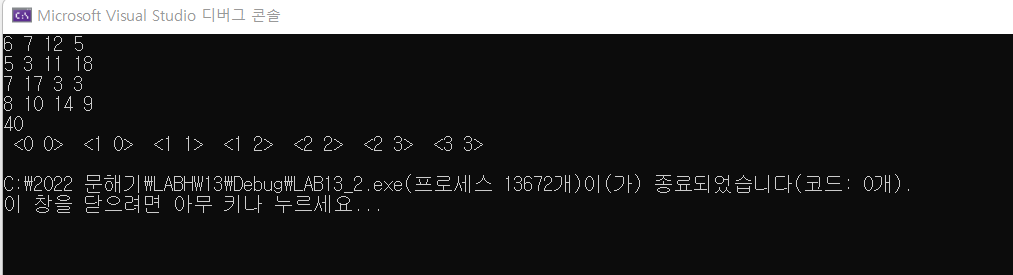 Microsoft Visual Studio 디버그 콘솔
6 7 12 5
5 3 11 18
7 17 3 3
8 10 14 9
40
<0 0> <1 0> <1 1> <1 2> <2 2> <2 3> <3 3>
C:₩2022 문해기₩LABH₩13₩Debug₩LAB13_2.exe(프로세스 13672개)이(가) 종료되었습니다(코드: 0개).
이 창을 닫으려면 아무 키나 누르세요...